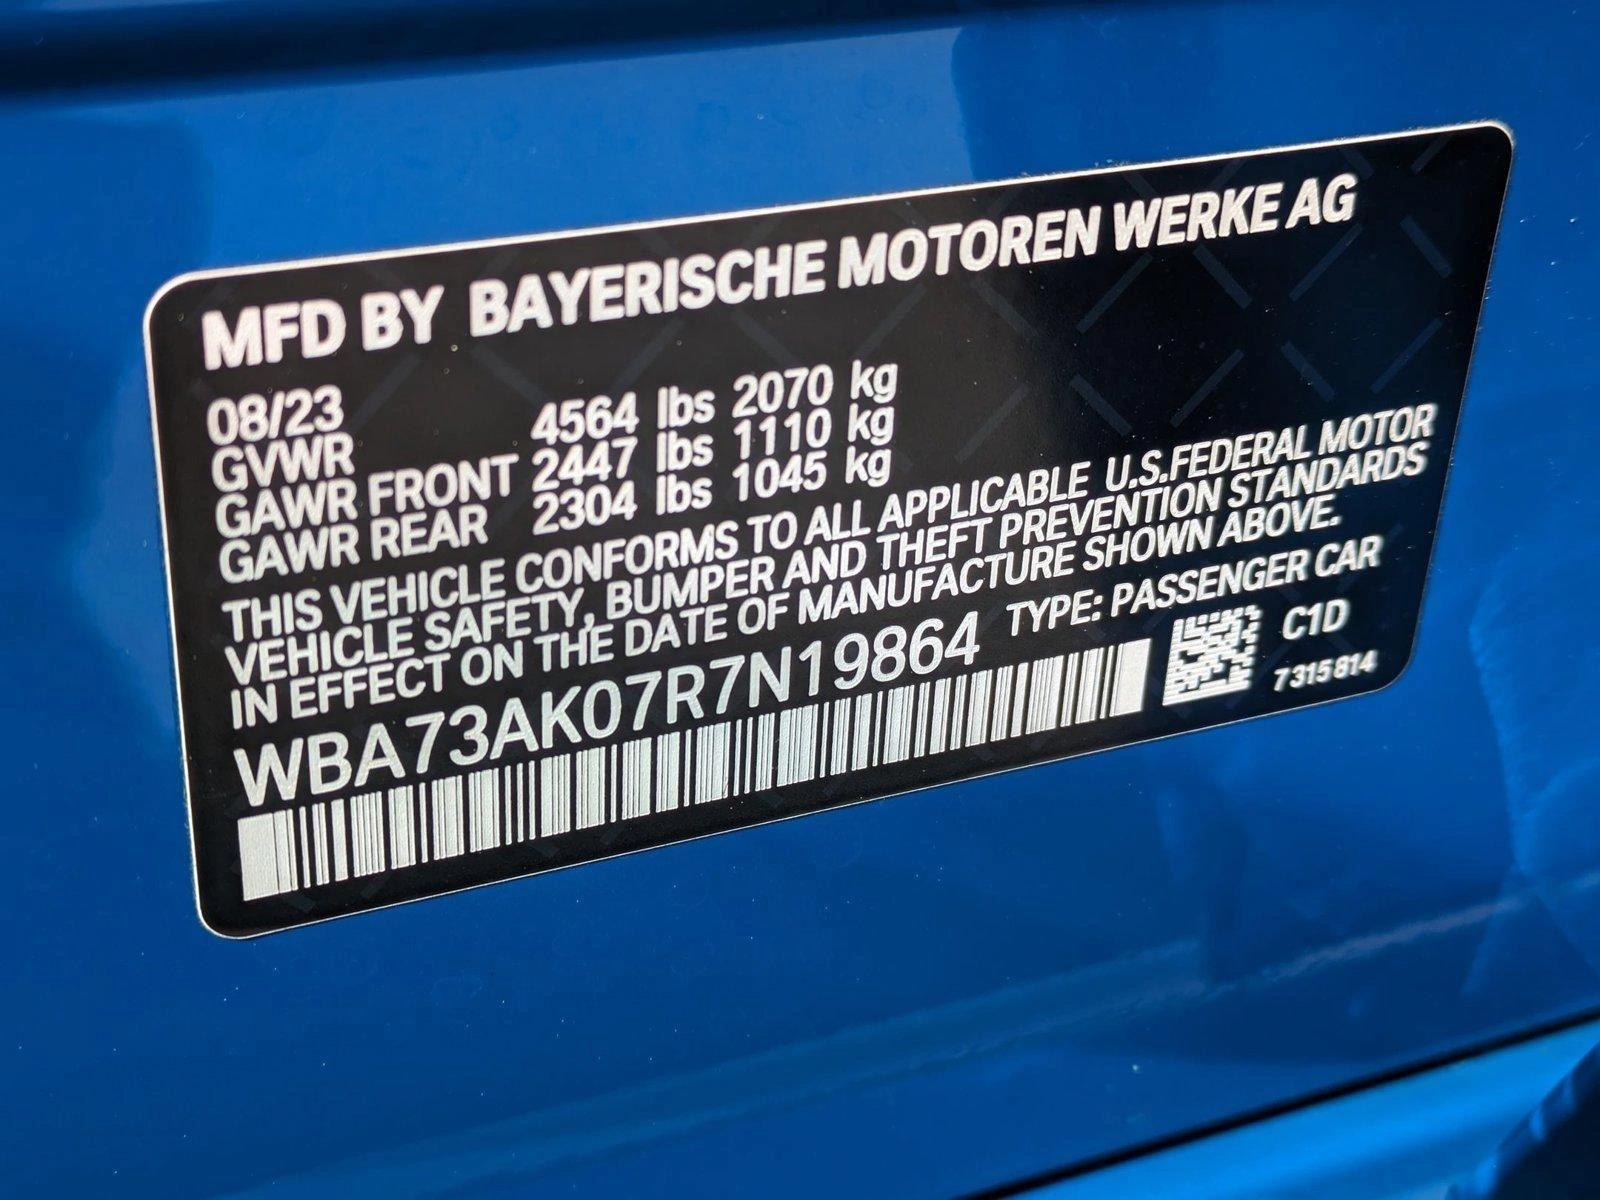 MFD BY BAYERISCHE MOTOREN WERKE AG
08/23
GVWR 4564 lbs 2070 kg
GAWR FRONT 2447 lbs 1110 kg
GAWR REAR 2304 lbs 1045 kg
THIS VEHICLE CONFORMS TO ALL APPLICABLE U.S.FEDERAL MOTOR
VEHICLE SAFETY, BUMPER AND THEFT PREVENTION STANDARDS
IN EFFECT ON THE DATE OF MANUFACTURE SHOWN ABOVE.
WBA73AK07R7N19864 TYPE: PASSENGER CAR
C1D
7315814